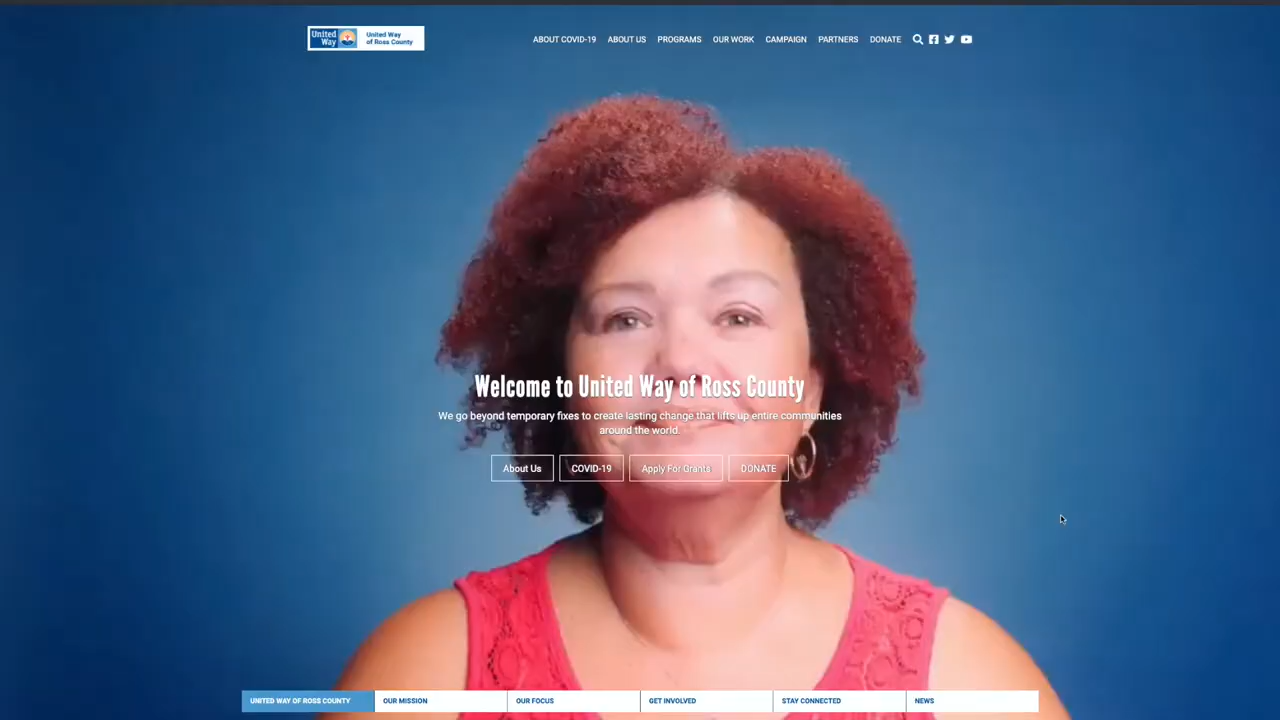 United Way
United Way of Ross County
ABOUT COVID-19 ABOUT US PROGRAMS OUR WORK CAMPAIGN PARTNERS DONATE
Welcome to United Way of Ross County
We go beyond temporary fixes to create lasting change that lifts up entire communities
around the world.
About Us COVID-19 Apply For Grants DONATE
UNITED WAY OF ROSS COUNTY OUR MISSION OUR FOCUS GET INVOLVED STAY CONNECTED NEWS